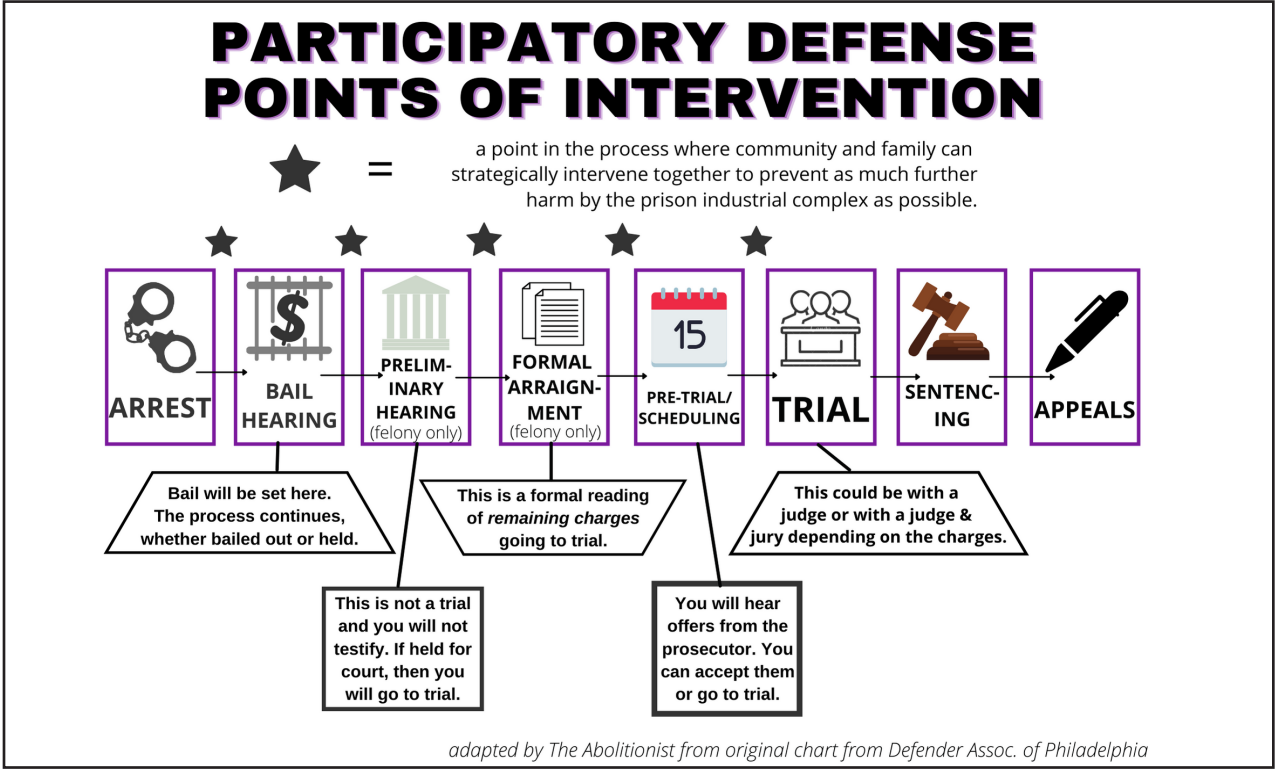 PARTICIPATORY DEFENSE
POINTS OF INTERVENTION
=
a point in the process where community and family can
strategically intervene together to prevent as much further
harm by the prison industrial complex as possible.
ARREST
$
BAIL
HEARING
PRELIM-
INARY
HEARING
(felony only)
FORMAL
ARRAIGN-
MENT
(felony only)
15
PRE-TRIAL/
SCHEDULING
TRIAL
SENTENC-
ING
APPEALS
Bail will be set here.
The process continues,
whether bailed out or held.
This is not a trial
and you will not
testify. If held for
court, then you
will go to trial.
This is a formal reading
of remaining charges
going to trial.
You will hear
offers from the
prosecutor. You
can accept them
or go to trial.
This could be with a
judge or with a judge &
jury depending on the charges.
adapted by The Abolitionist from original chart from Defender Assoc. of Philadelphia